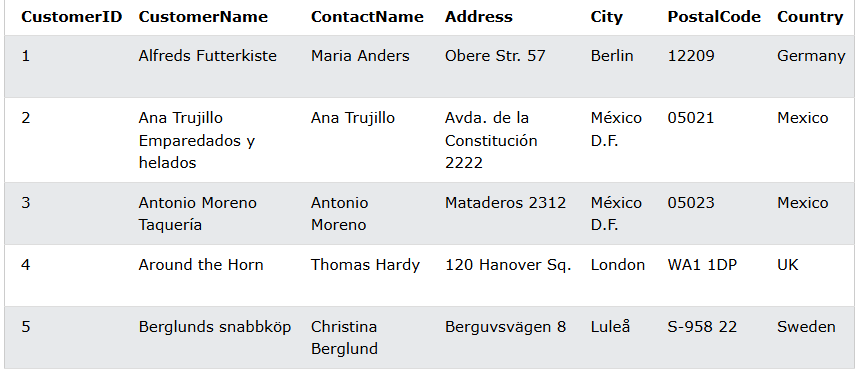 CustomerID CustomerName ContactName Address City PostalCode Country
1 Alfreds Futterkiste Maria Anders Obere Str. 57 Berlin 12209 Germany
2 Ana Trujillo Ana Trujillo Avda. de la México 05021 Mexico
Emparedados y Constitución D.F.
helados 2222
3 Antonio Moreno Antonio Mataderos 2312 México 05023 Mexico
Taquería Moreno D.F.
4 Around the Horn Thomas Hardy 120 Hanover Sq. London WA1 1DP UK
5 Berglunds snabbköp Christina Berguvsvägen 8 Luleå S-958 22 Sweden
Berglund